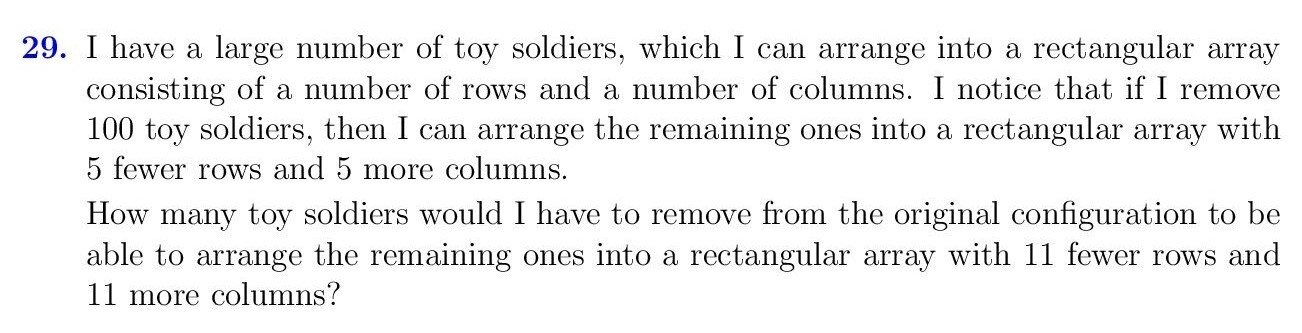 29. I have a large number of toy soldiers, which I can arrange into a rectangular array
consisting of a number of rows and a number of columns. I notice that if I remove
100 toy soldiers, then I can arrange the remaining ones into a rectangular array with
5 fewer rows and 5 more columns.
How many toy soldiers would I have to remove from the original configuration to be
able to arrange the remaining ones into a rectangular array with 11 fewer rows and
11 more columns?